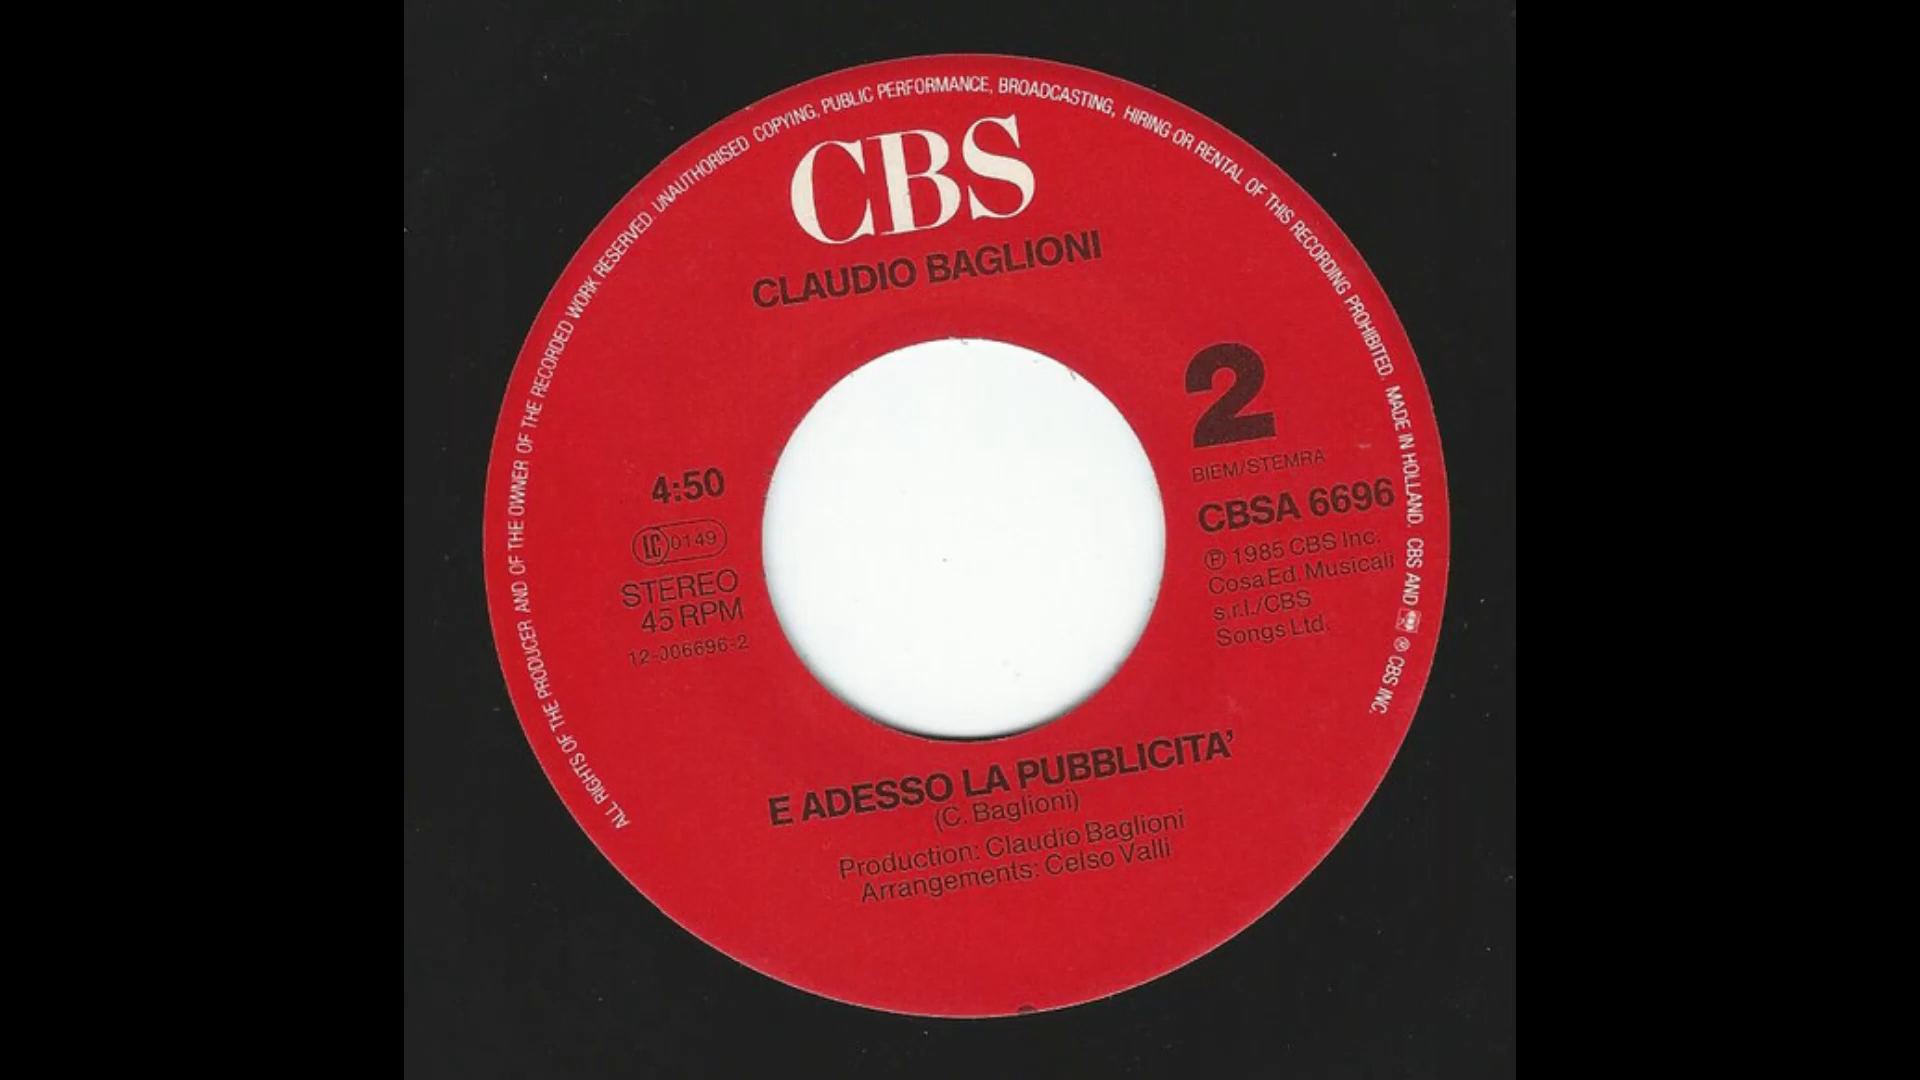 ALL RIGHTS OF THE PRODUCER AND OF THE OWNER OF THE RECORDED WORK RESERVED. UNAUTHORISED COPYING, PUBLIC PERFORMANCE, BROADCASTING, HIRING OR RENTAL OF THIS RECORDING PROHIBITED. MADE IN HOLLAND. CBS AND ℗ CBS INC.
CBS
CLAUDIO BAGLIONI
2
BIEM/STEMRA
CBSA 6696
℗ 1985 CBS Inc.
Cosa Ed. Musicali
s.r.l./CBS
Songs Ltd.
4:50
LC 0149
STEREO
45 RPM
12-006696-2
E ADESSO LA PUBBLICITA'
(C. Baglioni)
Production: Claudio Baglioni
Arrangements: Celso Valli